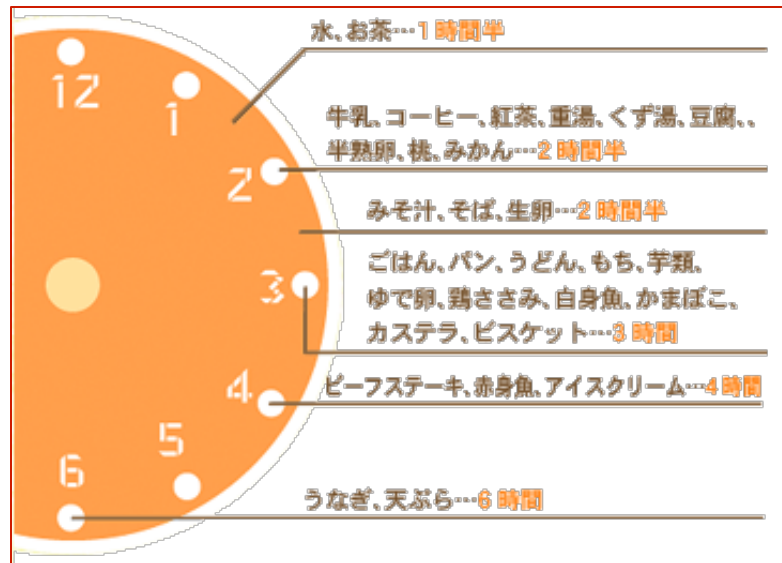 水、お茶…1時間半
12
1
牛乳、コーヒー、紅茶、重湯、くず湯、豆腐、、
半熟卵、桃、みかん…2時間半
2
みそ汁、そば、生卵…2時間半
ごはん、パン、うどん、もち、芋類、
3
ゆで卵、鶏ささみ、白身魚、かまぼこ、
カステラ、ビスケット…3時間
4
ビーフステーキ、赤身魚、アイスクリーム…4時間
5
6
うなぎ、天ぷら…6時間